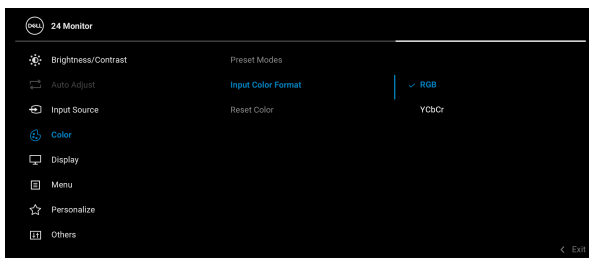 DELL 24 Monitor
Brightness/Contrast Preset Modes
Auto Adjust Input Color Format RGB
Input Source Reset Color YCbCr
Color
Display
Menu
Personalize
Others
Exit